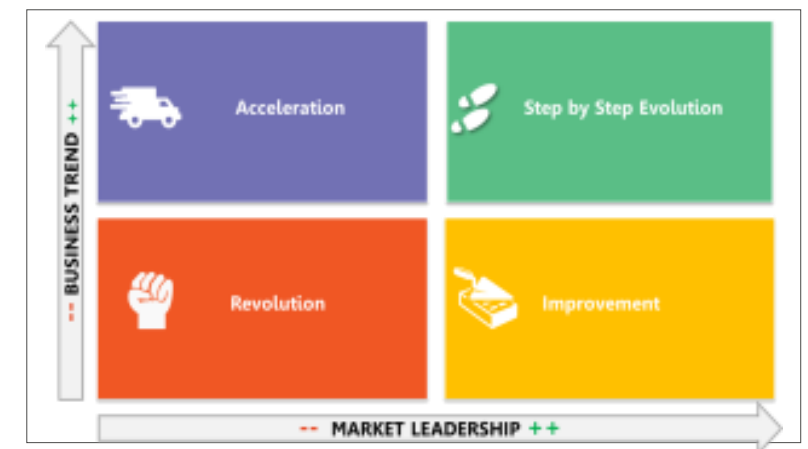 Acceleration
Step by Step Evolution
-- BUSINESS TREND ++
Revolution
Improvement
-- MARKET LEADERSHIP ++